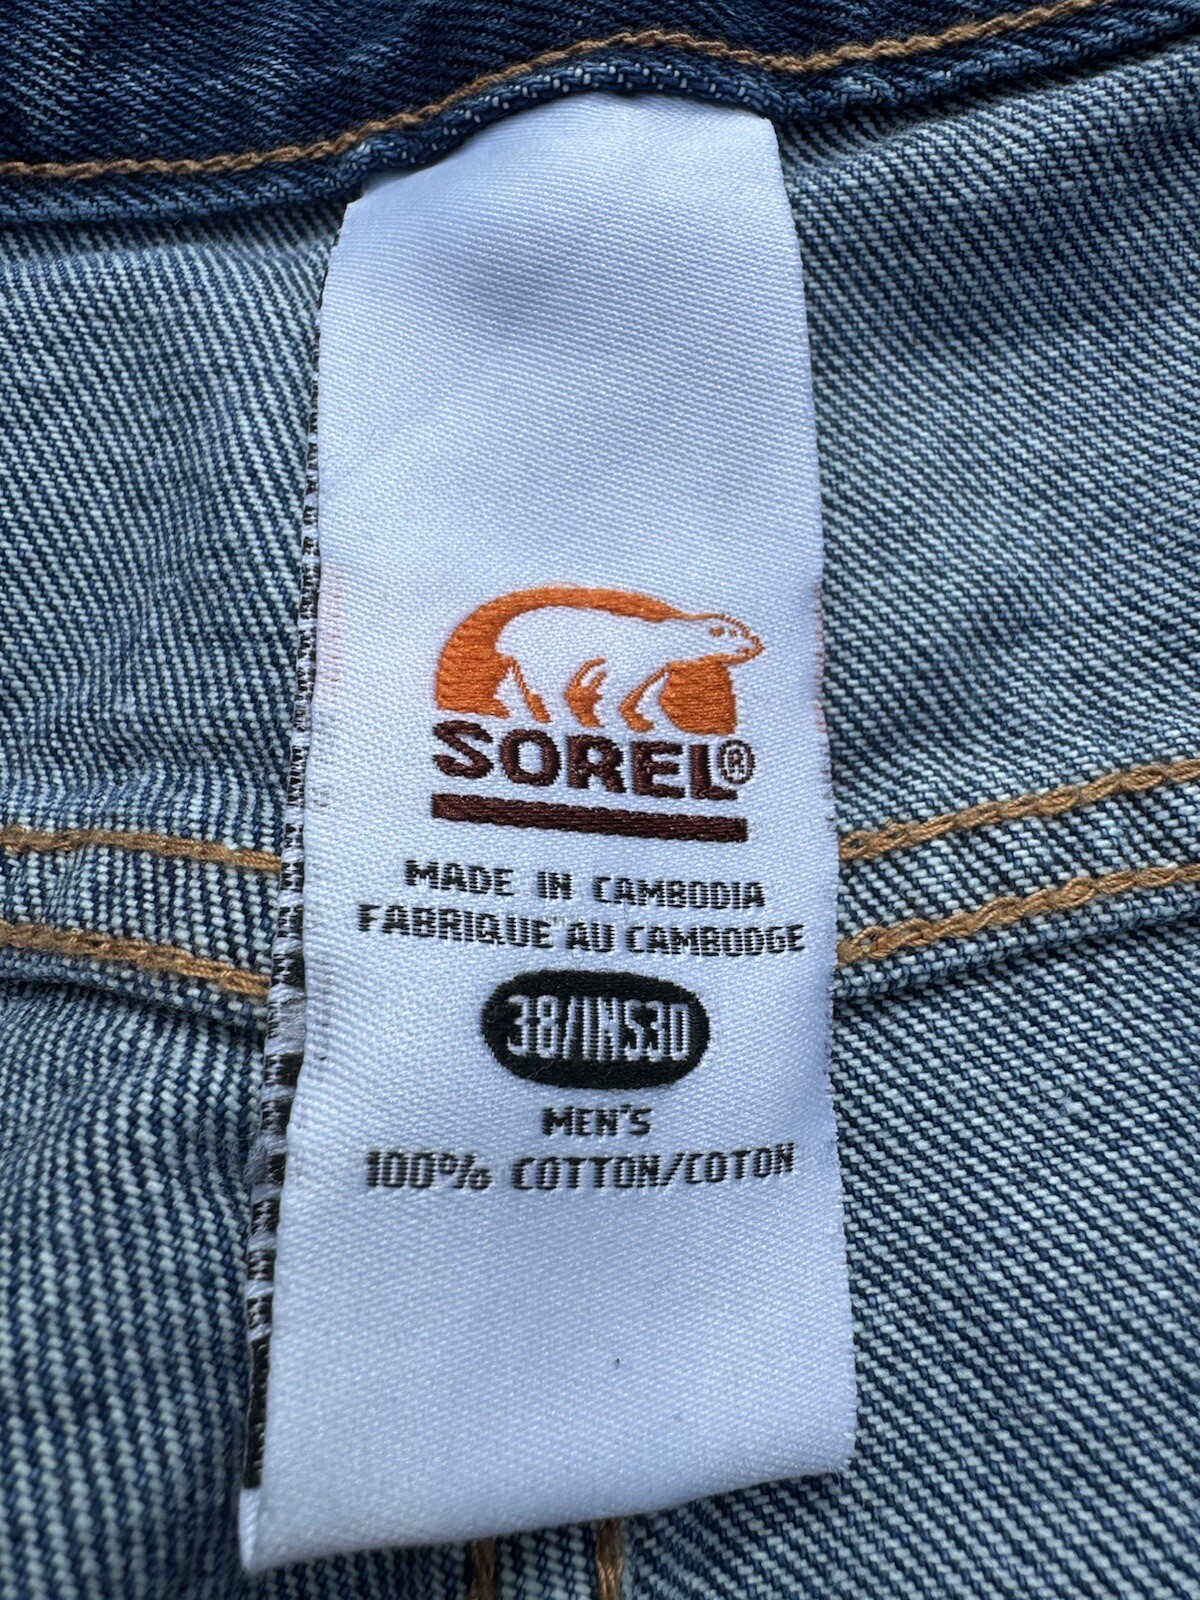 SOREL®
MADE IN CAMBODIA
FABRIQUE AU CAMBODGE
38/INS30
MEN'S
100% COTTON/COTON